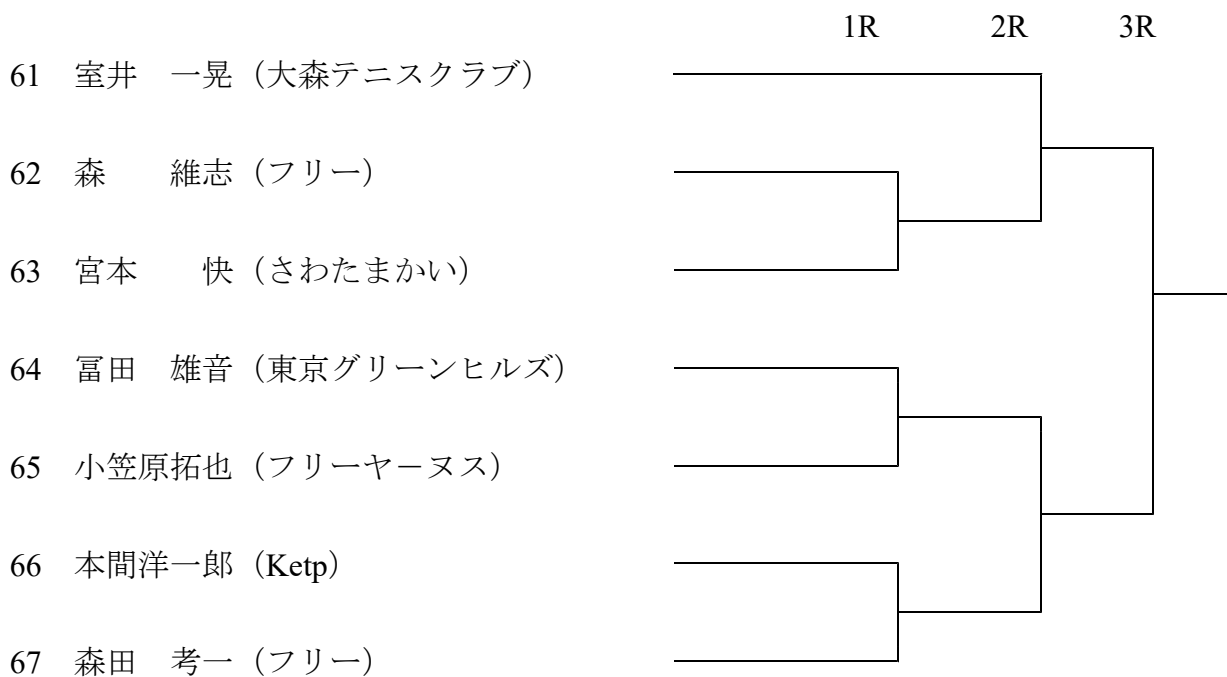 1R 2R 3R
61 室井 一晃（大森テニスクラブ）
62 森 維志（フリー）
63 宮本 快（さわたまかい）
64 冨田 雄音（東京グリーンヒルズ）
65 小笠原拓也（フリーヤ－ヌス）
66 本間洋一郎（Ketp）
67 森田 考一（フリー）